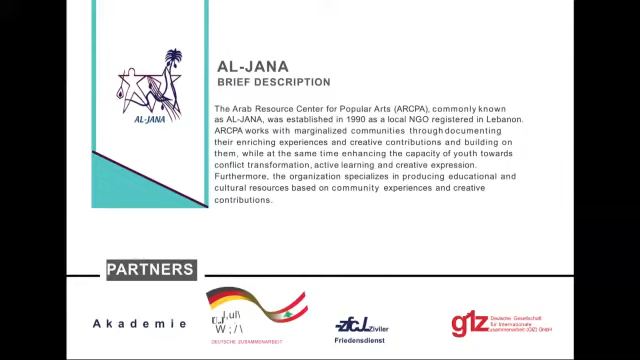 AL-JANA
BRIEF DESCRIPTION
AL-JANA
The Arab Resource Center for Popular Arts (ARCPA), commonly known
as AL-JANA, was established in 1990 as a local NGO registered in Lebanon.
ARCPA works with marginalized communities through documenting
their enriching experiences and creative contributions and building on
them, while at the same time enhancing the capacity of youth towards
conflict transformation, active learning and creative expression.
Furthermore, the organization specializes in producing educational and
cultural resources based on community experiences and creative
contributions.
PARTNERS
Akademie
DEUTSCHE ZUSAMMENARBEIT
Ziviler
Friedensdienst
Deutsche Gesellschaft
für Internationale
Zusammenarbeit (GIZ) GmbH